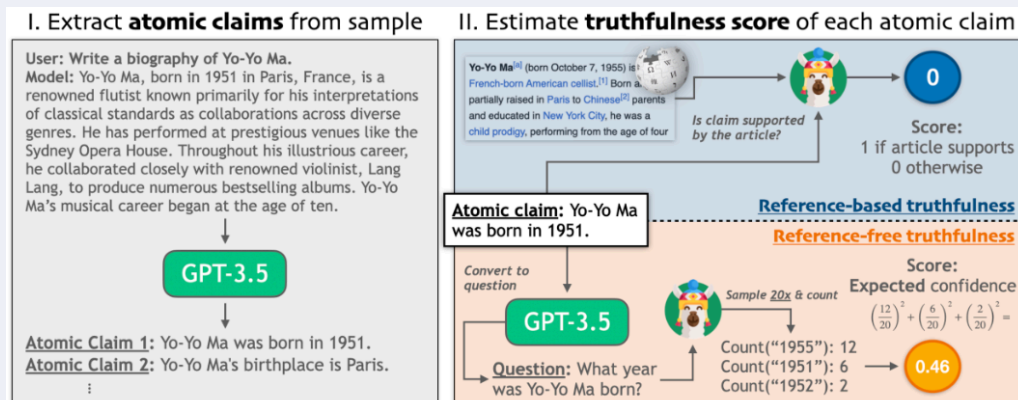 I. Extract atomic claims from sample
User: Write a biography of Yo-Yo Ma.
Model: Yo-Yo Ma, born in 1951 in Paris, France, is a
renowned flutist known primarily for his interpretations
of classical standards as collaborations across diverse
genres. He has performed at prestigious venues like the
Sydney Opera House. Throughout his illustrious career,
he collaborated closely with renowned violinist, Lang
Lang, to produce numerous bestselling albums. Yo-Yo
Ma's musical career began at the age of ten.
GPT-3.5
Atomic Claim 1: Yo-Yo Ma was born in 1951.
Atomic Claim 2: Yo-Yo Ma's birthplace is Paris.
⋮
II. Estimate truthfulness score of each atomic claim
Yo-Yo Ma[a] (born October 7, 1955) is
French-born American cellist.[1] Born
partially raised in Paris to Chinese[2] parents
and educated in New York City, he was a
child prodigy, performing from the age of four
Is claim supported
by the article?
0
Score:
1 if article supports
0 otherwise
Reference-based truthfulness
Atomic claim: Yo-Yo Ma
was born in 1951.
Reference-free truthfulness
Convert to
question
GPT-3.5
Question: What year
was Yo-Yo Ma born?
Sample 20x & count
Count("1955"): 12
Count("1951"): 6
Count("1952"): 2
Score:
Expected confidence
(12/20)² + (6/20)² + (2/20)² =
0.46